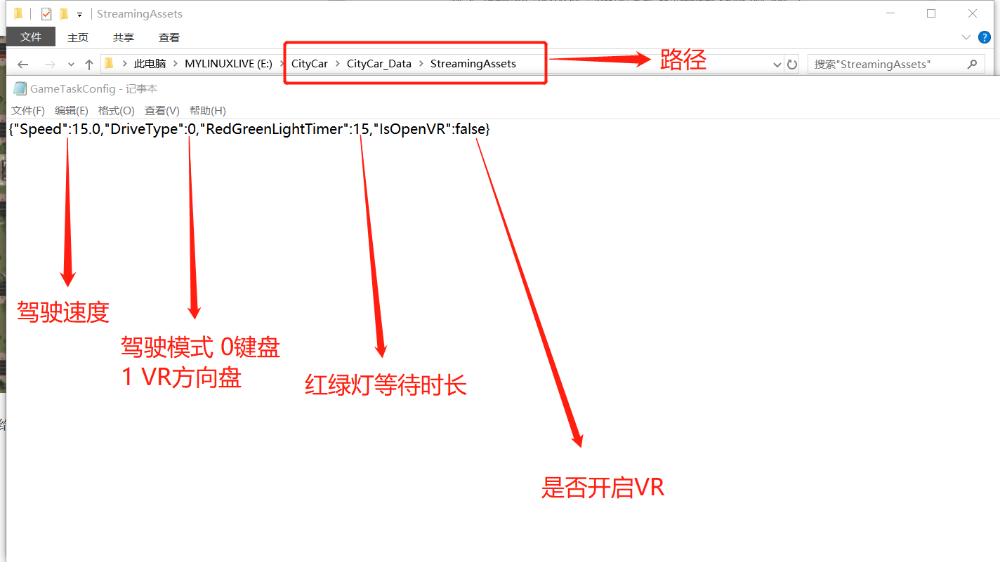 StreamingAssets
文件 主页 共享 查看
此电脑 MYLINUXLIVE (E:) CityCar CityCar_Data StreamingAssets
搜索"StreamingAssets"
路径
GameTaskConfig - 记事本
文件(F) 编辑(E) 格式(O) 查看(V) 帮助(H)
{"Speed":15.0,"DriveType":0,"RedGreenLightTimer":15,"IsOpenVR":false}
驾驶速度
驾驶模式 0键盘
1 VR方向盘
红绿灯等待时长
是否开启VR